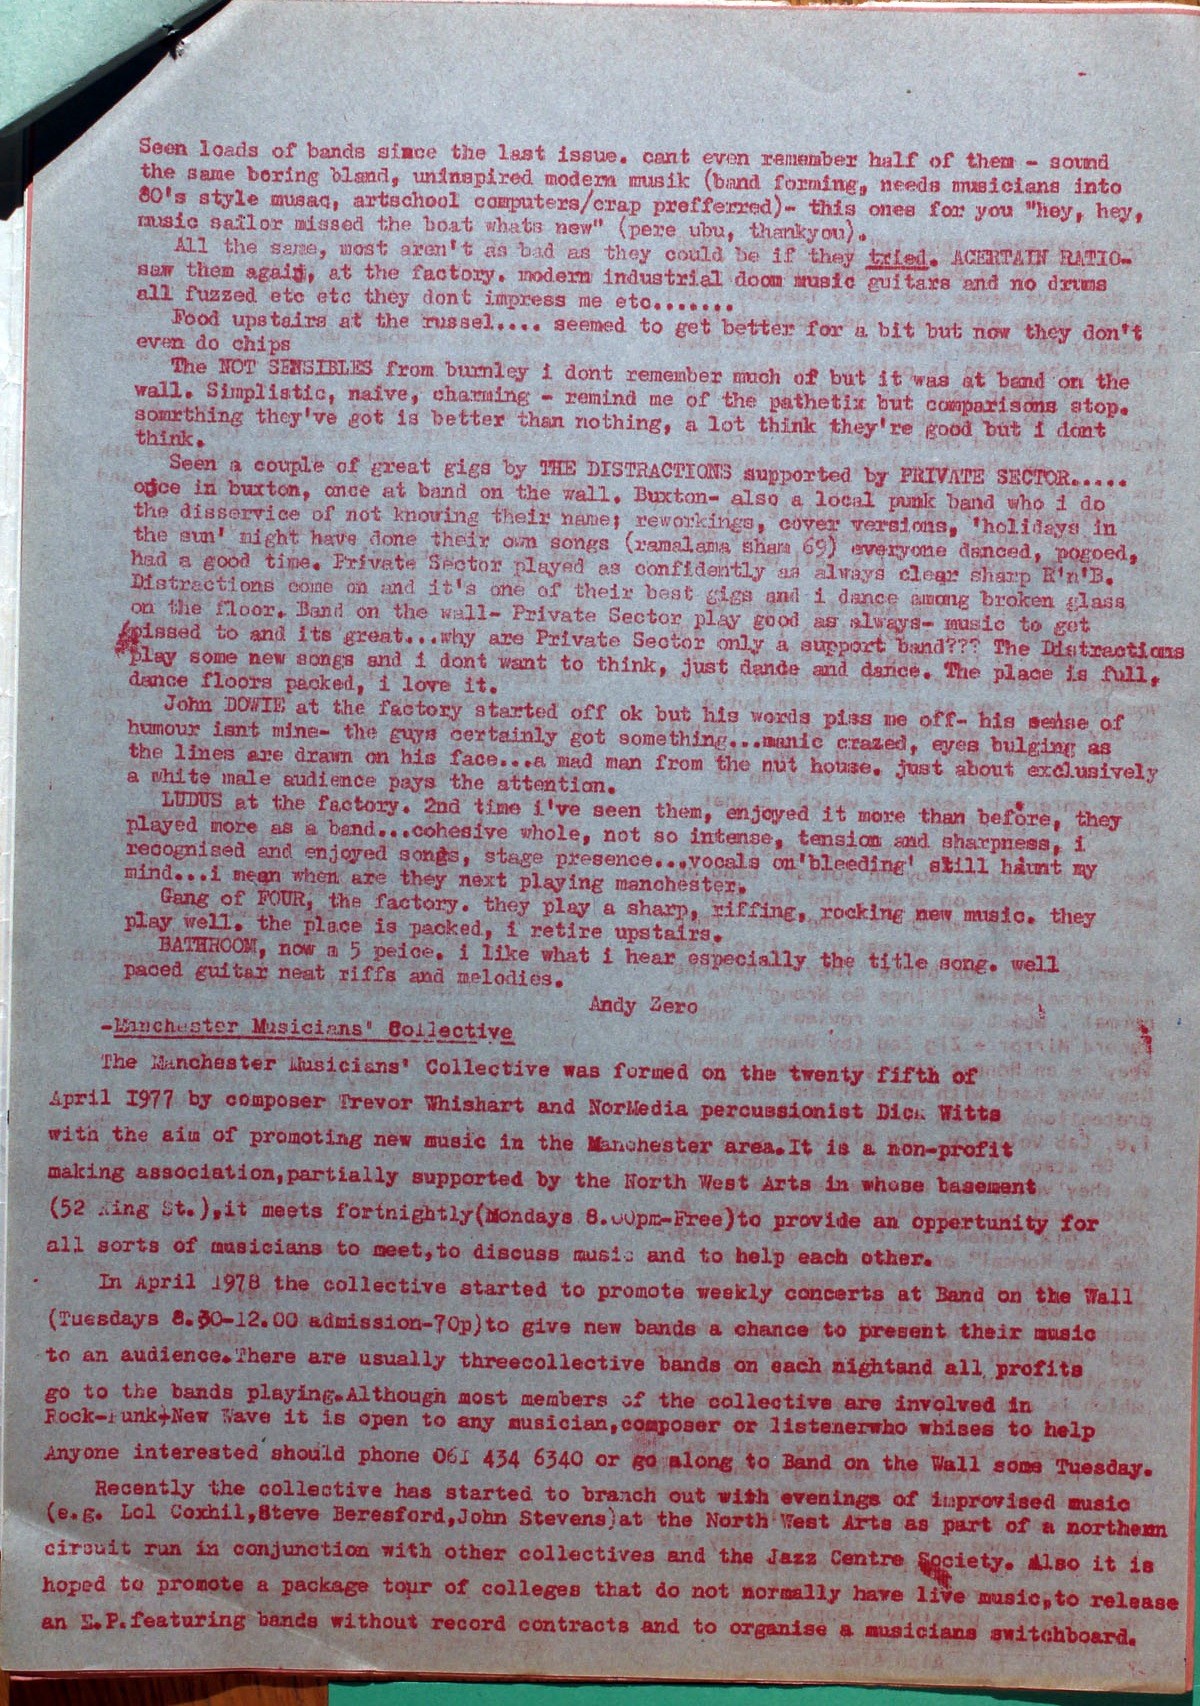 Seen loads of bands since the last issue. cant even remember half of them - sound
the same boring bland, uninspired modern musik (band forming, needs musicians into
80's style musaq, artschool computers/crap prefferred)- this ones for you "hey, hey,
music sailor missed the boat whats new" (pere ubu, thankyou).
All the same, most aren't as bad as they could be if they tried. ACERTAIN RATIO-
saw them again, at the factory. modern industrial doom music guitars and no drums
all fuzzed etc etc they dont impress me etc.......
Food upstairs at the russel.... seemed to get better for a bit but now they don't
even do chips
The NOT SENSIBLES from burnley i dont remember much of but it was at band on the
wall. Simplistic, naive, charming - remind me of the pathetix but comparisons stop.
somrthing they've got is better than nothing, a lot think they're good but i dont
think.
Seen a couple of great gigs by THE DISTRACTIONS supported by PRIVATE SECTOR.....
once in buxton, once at band on the wall. Buxton- also a local punk band who i do
the disservice of not knowing their name; reworkings, cover versions, 'holidays in
the sun' might have done their own songs (ramalama sham 69) everyone danced, pogoed,
had a good time. Private Sector played as confidently as always clear sharp R'n'B.
Distractions come on and it's one of their best gigs and i dance among broken glass
on the floor. Band on the wall- Private Sector play good as always- music to get
pissed to and its great...why are Private Sector only a support band??? The Distractions
play some new songs and i dont want to think, just dande and dance. The place is full,
dance floors packed, i love it.
John DOWIE at the factory started off ok but his words piss me off- his sense of
humour isnt mine- the guys certainly got something...manic crazed, eyes bulging as
the lines are drawn on his face...a mad man from the nut house. just about exclusively
a white male audience pays the attention.
LUDUS at the factory. 2nd time i've seen them, enjoyed it more than before, they
played more as a band...cohesive whole, not so intense, tension and sharpness, i
recognised and enjoyed songs, stage presence...vocals on'bleeding' still haunt my
mind...i mean when are they next playing manchester.
Gang of FOUR, the factory. they play a sharp, riffing, rocking new music. they
play well. the place is packed, i retire upstairs.
BATHROOM, now a 5 peice. i like what i hear especially the title song. well
paced guitar neat riffs and melodies.
Andy Zero
-Manchester Musicians' Collective
The Manchester Musicians' Collective was formed on the twenty fifth of
April 1977 by composer Trevor Whishart and NorMedia percussionist Dick Witts
with the aim of promoting new music in the Manchester area.It is a non-profit
making association,partially supported by the North West Arts in whose basement
(52 King St.),it meets fortnightly(Mondays 8.00pm-Free)to provide an opportunity for
all sorts of musicians to meet,to discuss music and to help each other.
In April 1978 the collective started to promote weekly concerts at Band on the Wall
(Tuesdays 8.30-12.00 admission-70p)to give new bands a chance to present their music
to an audience.There are usually threecollective bands on each nightand all profits
go to the bands playing.Although most members of the collective are involved in
Rock-Punk+New Wave it is open to any musician,composer or listenerwho whises to help
Anyone interested should phone 061 434 6340 or go along to Band on the Wall some Tuesday.
Recently the collective has started to branch out with evenings of improvised music
(e.g. Lol Coxhil,Steve Beresford,John Stevens)at the North West Arts as part of a northern
circuit run in conjunction with other collectives and the Jazz Centre Society. Also it is
hoped to promote a package tour of colleges that do not normally have live music,to release
an E.P.featuring bands without record contracts and to organise a musicians switchboard.